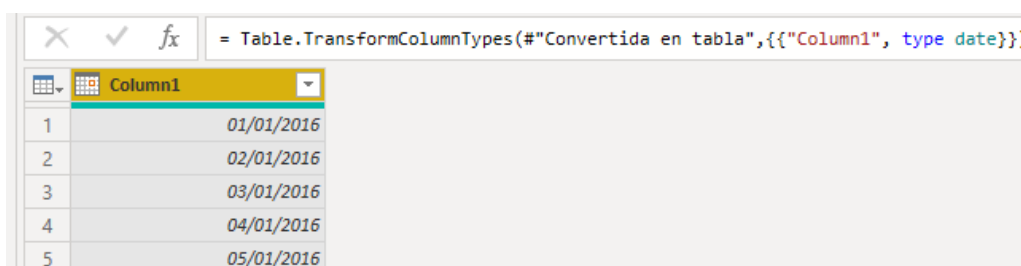 fx = Table.TransformColumnTypes(#"Convertida en tabla",{{"Column1", type date}})
Column1
1 01/01/2016
2 02/01/2016
3 03/01/2016
4 04/01/2016
5 05/01/2016